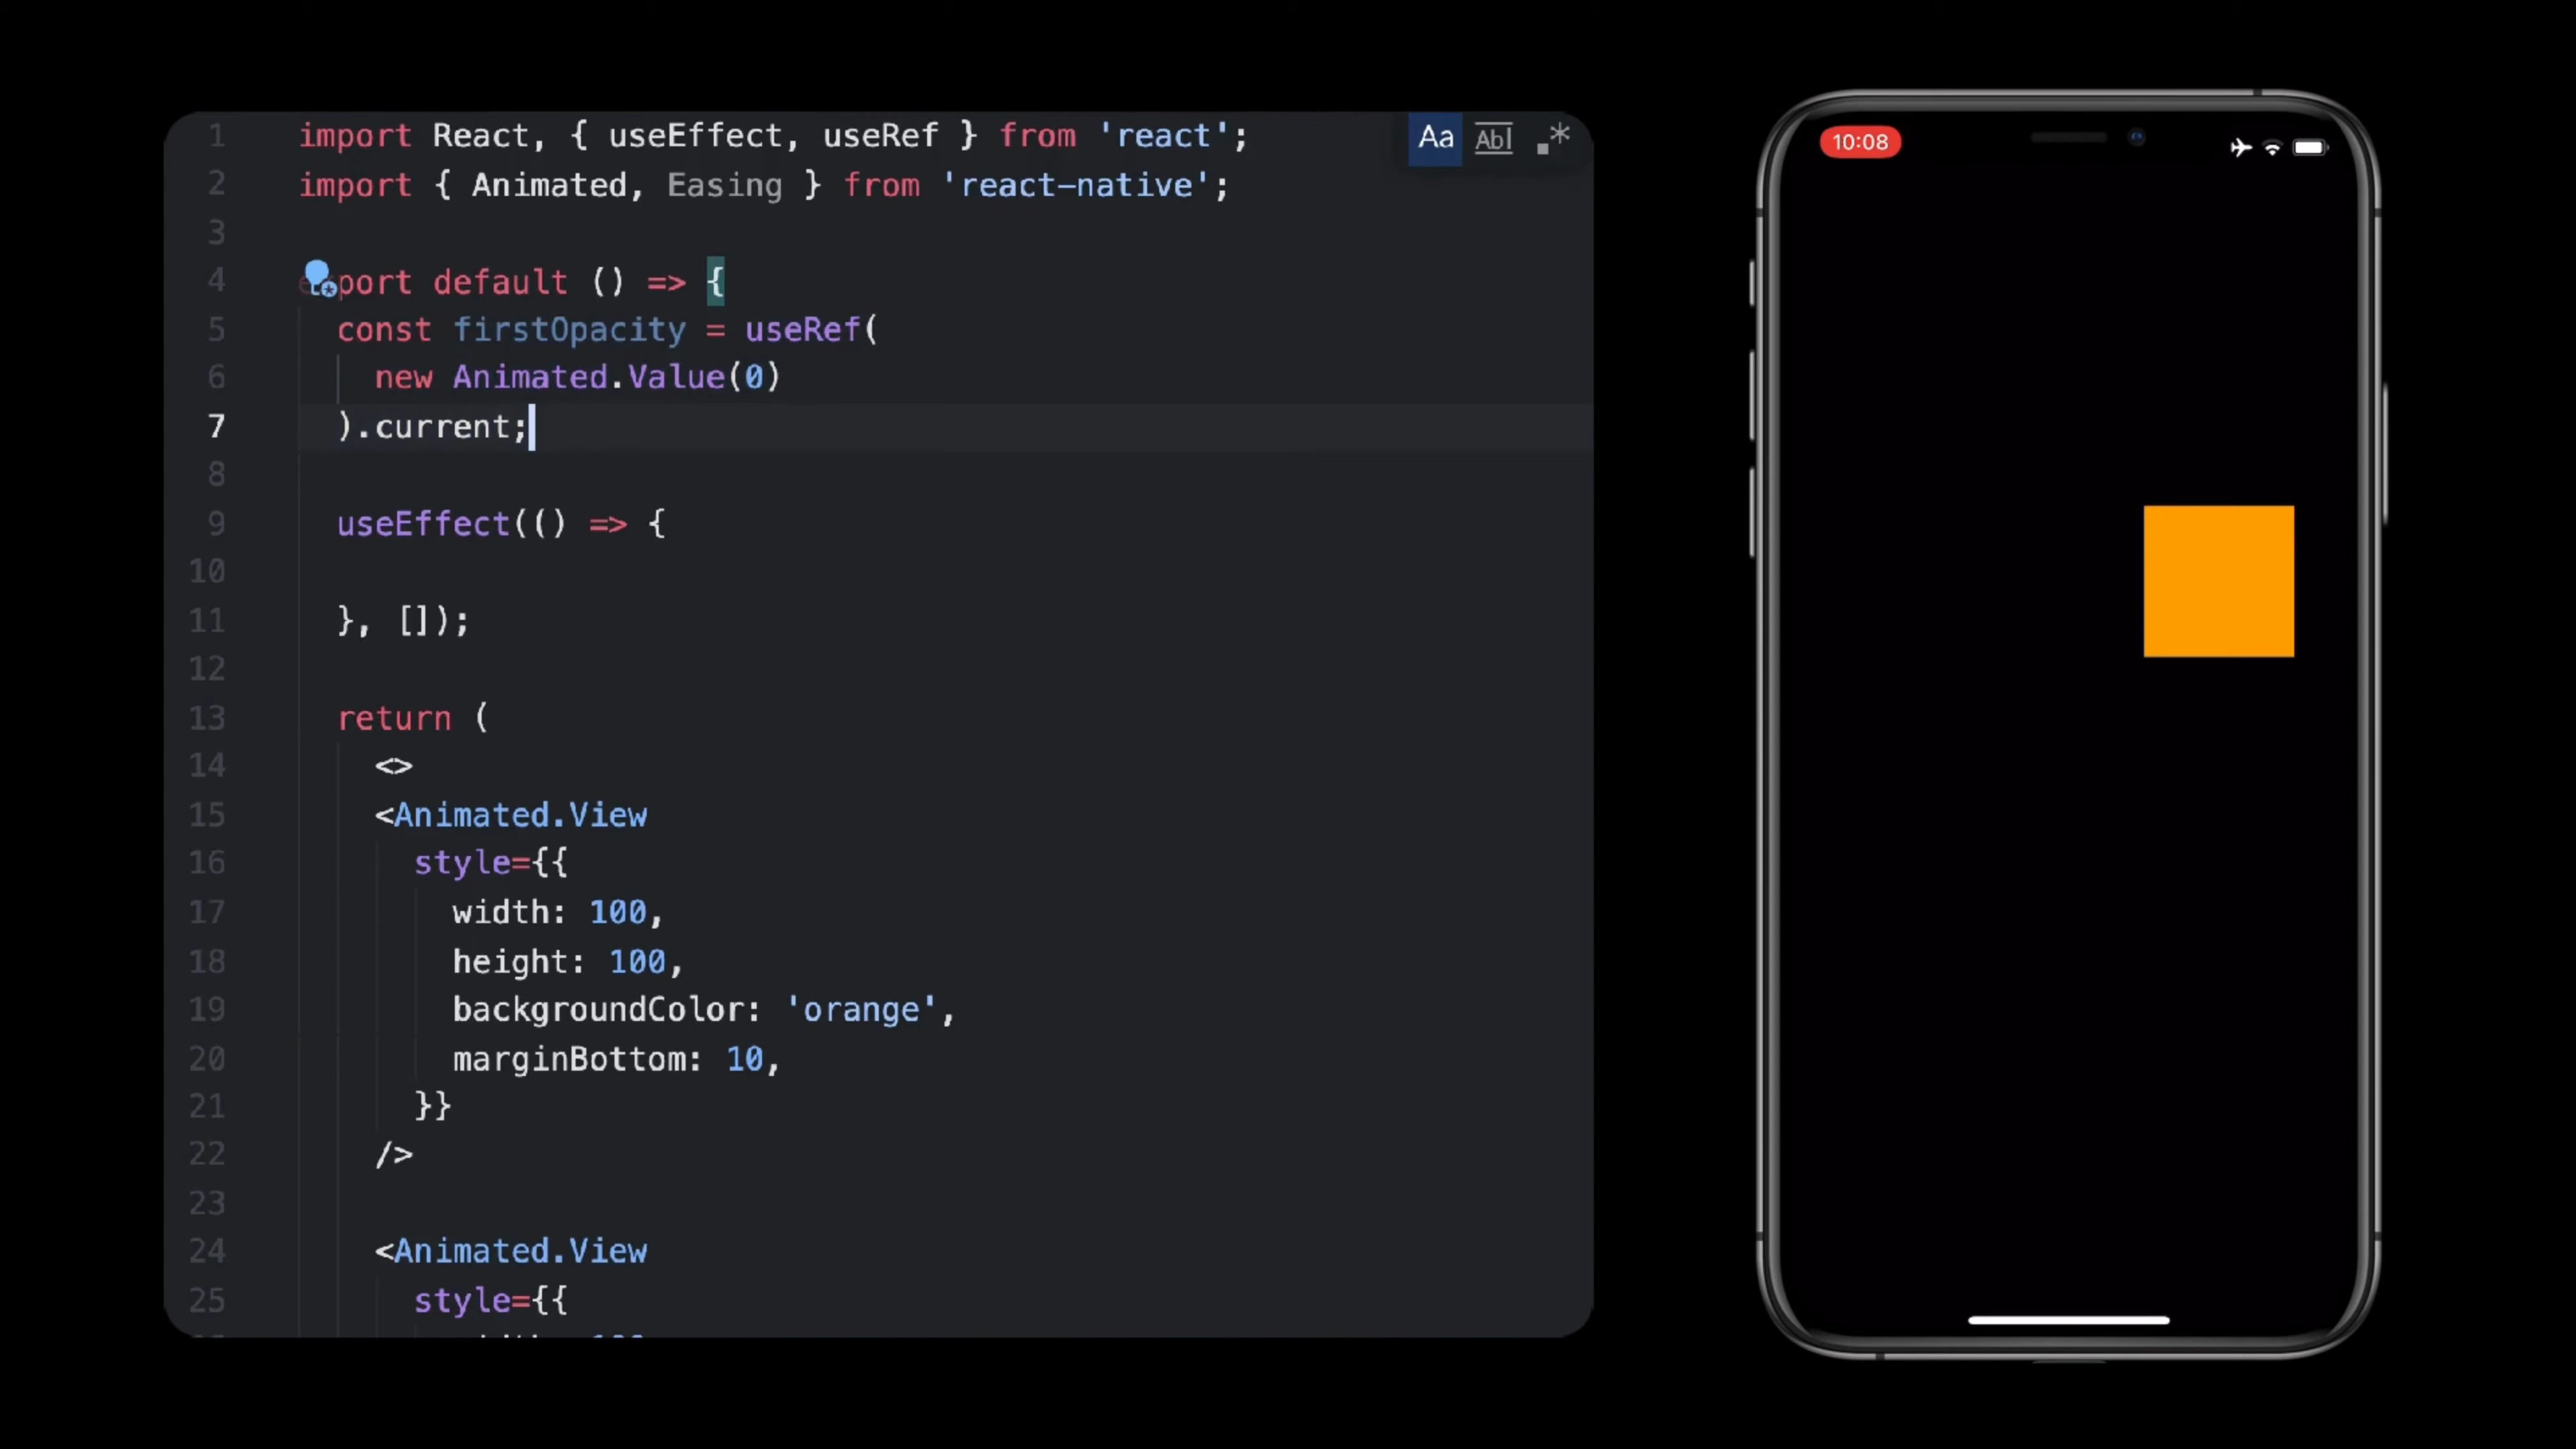 1 import React, { useEffect, useRef } from 'react';
2 import { Animated, Easing } from 'react-native';
3
4 export default () => {
5 const firstOpacity = useRef(
6 new Animated.Value(0)
7 ).current;
8
9 useEffect(() => {
10
11 }, []);
12
13 return (
14 <>
15 <Animated.View
16 style={{
17 width: 100,
18 height: 100,
19 backgroundColor: 'orange',
20 marginBottom: 10,
21 }}
22 />
23
24 <Animated.View
25 style={{
Aa Abl .*
10:08